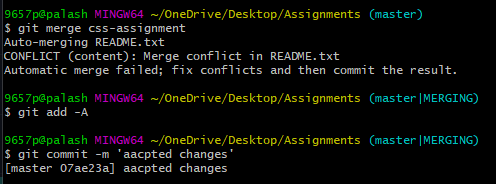 9657p@palash MINGW64 ~/OneDrive/Desktop/Assignments (master)
$ git merge css-assignment
Auto-merging README.txt
CONFLICT (content): Merge conflict in README.txt
Automatic merge failed; fix conflicts and then commit the result.
9657p@palash MINGW64 ~/OneDrive/Desktop/Assignments (master|MERGING)
$ git add -A
9657p@palash MINGW64 ~/OneDrive/Desktop/Assignments (master|MERGING)
$ git commit -m 'aacpted changes'
[master 07ae23a] aacpted changes